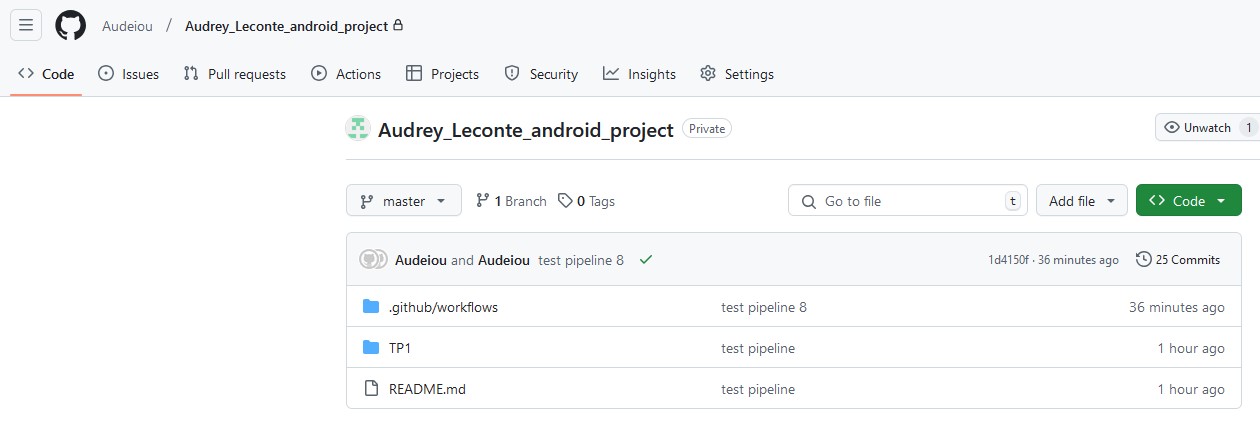 Audeiou / Audrey_Leconte_android_project
Code Issues Pull requests Actions Projects Security Insights Settings
Audrey_Leconte_android_project Private Unwatch 1
master 1 Branch 0 Tags Go to file t Add file Code
Audeiou and Audeiou test pipeline 8 1d4150f · 36 minutes ago 25 Commits
.github/workflows test pipeline 8 36 minutes ago
TP1 test pipeline 1 hour ago
README.md test pipeline 1 hour ago